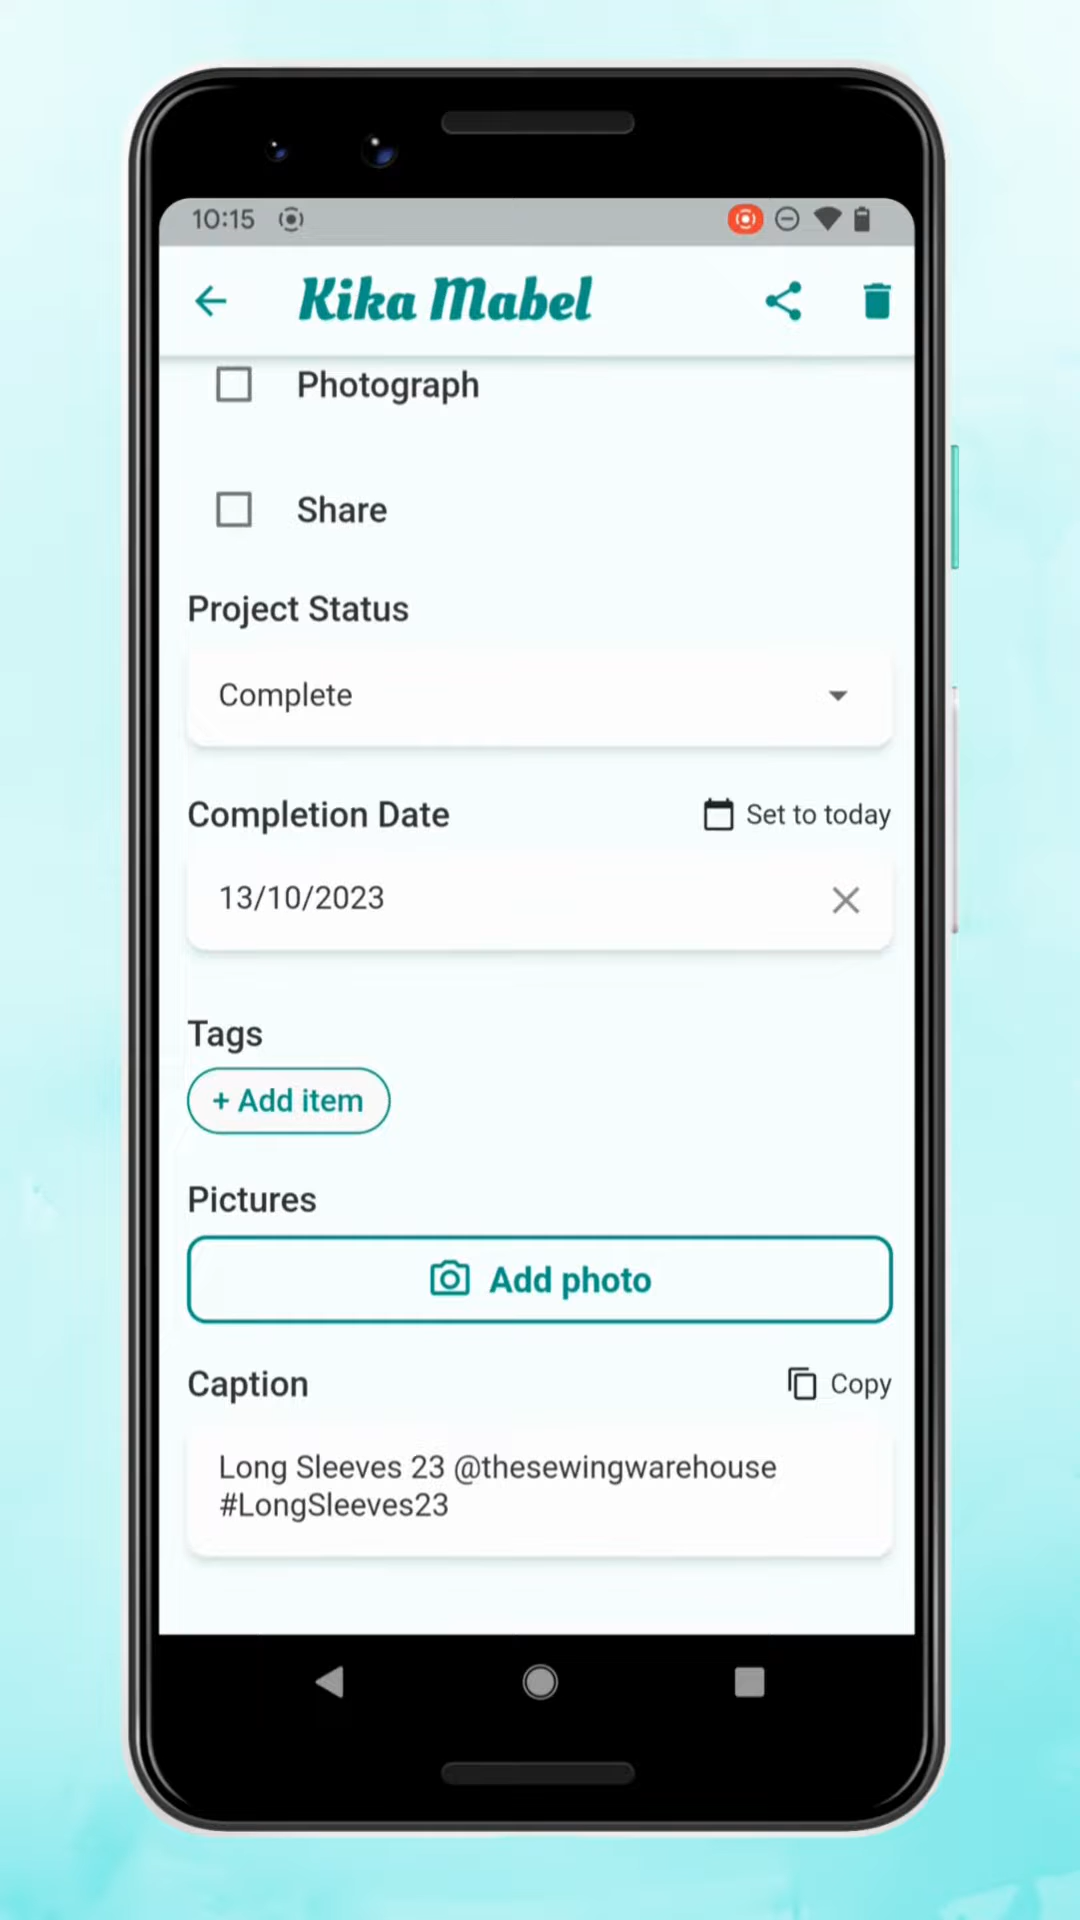 10:15
Kika Mabel
Photograph
Share
Project Status
Complete
Completion Date
Set to today
13/10/2023
Tags
+ Add item
Pictures
Add photo
Caption
Copy
Long Sleeves 23 @thesewingwarehouse
#LongSleeves23